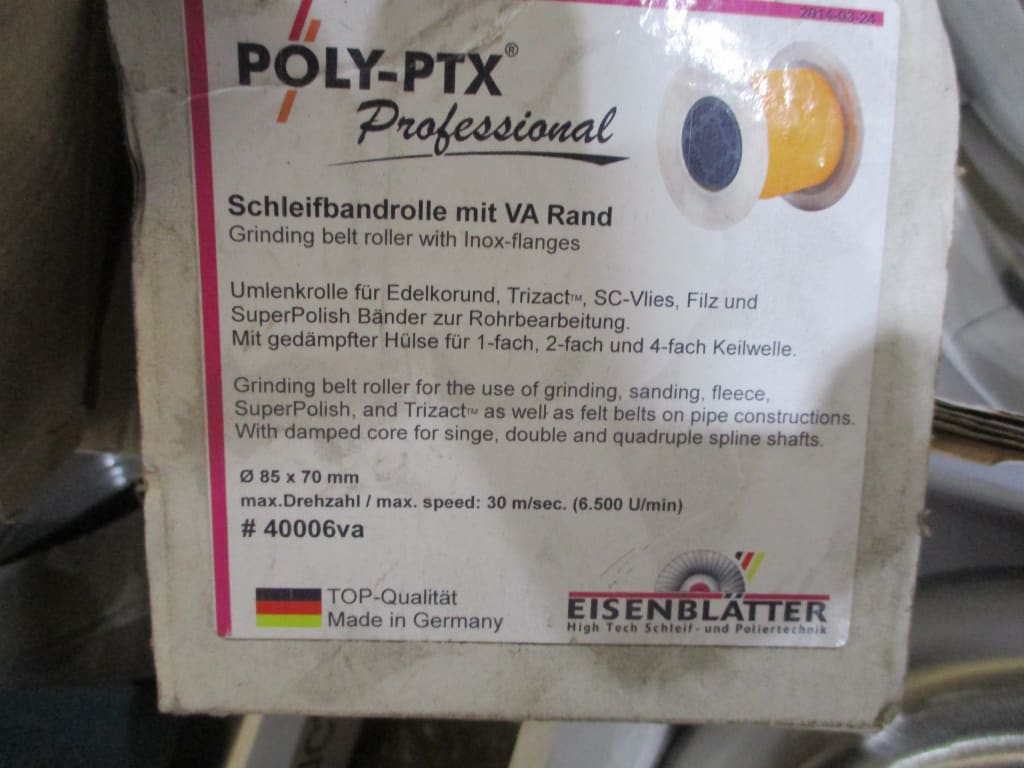 2014-03-24
POLY-PTX®
Professional
Schleifbandrolle mit VA Rand
Grinding belt roller with Inox-flanges
Umlenkrolle für Edelkorund, Trizact™, SC-Vlies, Filz und
SuperPolish Bänder zur Rohrbearbeitung.
Mit gedämpfter Hülse für 1-fach, 2-fach und 4-fach Keilwelle.
Grinding belt roller for the use of grinding, sanding, fleece,
SuperPolish, and Trizact™ as well as felt belts on pipe constructions.
With damped core for singe, double and quadruple spline shafts.
Ø 85 x 70 mm
max.Drehzahl / max. speed: 30 m/sec. (6.500 U/min)
# 40006va
TOP-Qualität
Made in Germany
EISENBLÄTTER
High Tech Schleif- und Poliertechnik